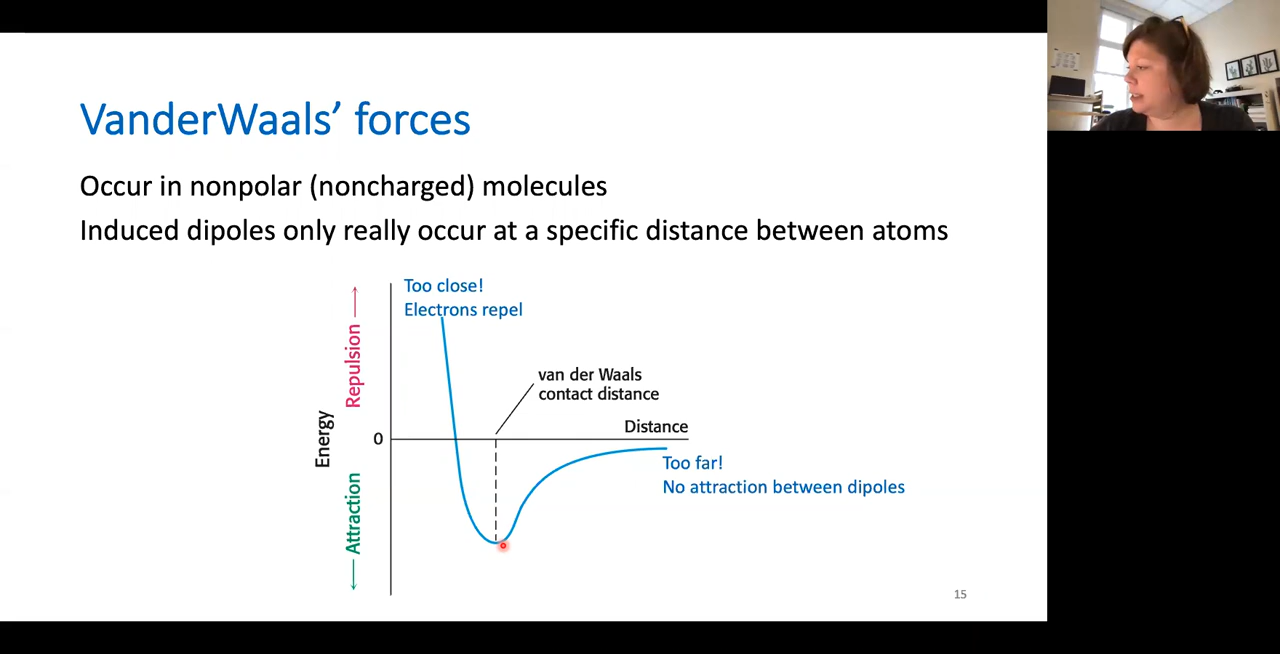 VanderWaals’ forces
Occur in nonpolar (noncharged) molecules
Induced dipoles only really occur at a specific distance between atoms
Too close!
Electrons repel
Repulsion
van der Waals
contact distance
Distance
Energy
0
Too far!
No attraction between dipoles
Attraction
15